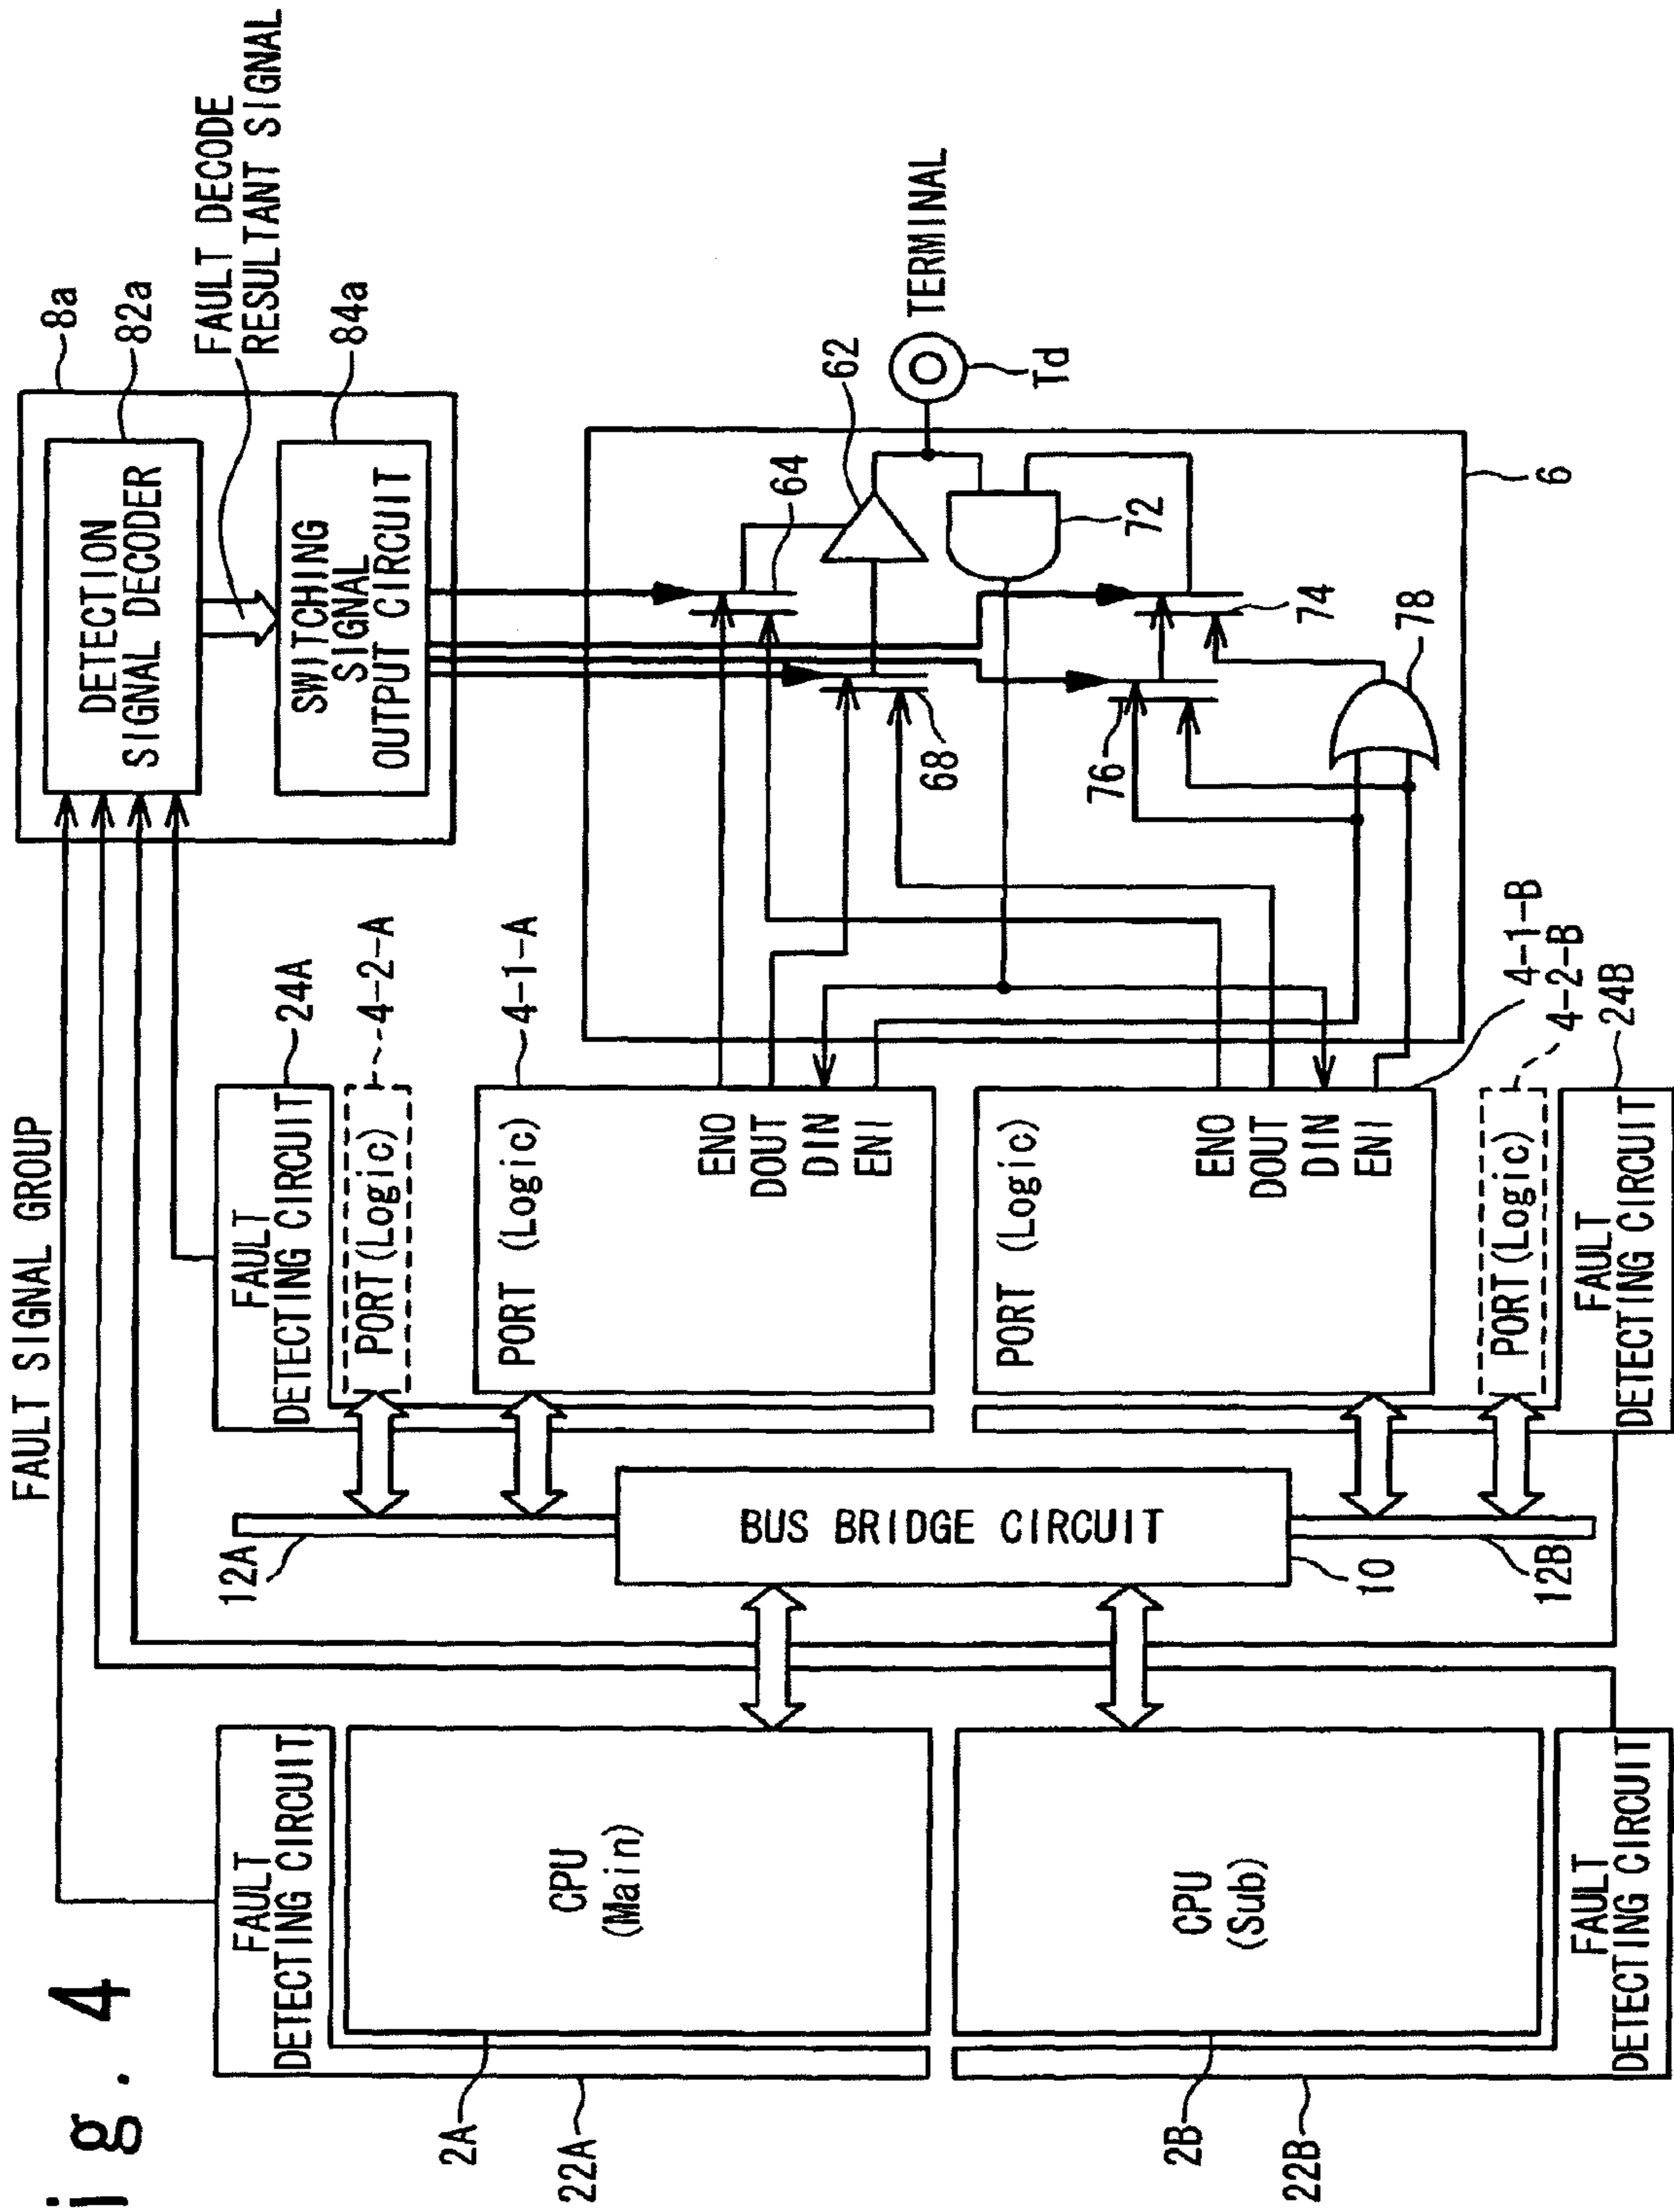 ig. 4
FAULT SIGNAL GROUP
8a
82a
DETECTION
SIGNAL DECODER
FAULT DECODE
RESULTANT SIGNAL
84a
SWITCHING
SIGNAL
OUTPUT CIRCUIT
FAULT
DETECTING CIRCUIT
22A
CPU
(Main)
2A
CPU
(Sub)
2B
FAULT
DETECTING CIRCUIT
22B
12A
BUS BRIDGE CIRCUIT
10
12B
FAULT
DETECTING CIRCUIT
24A
PORT(Logic)
4-2-A
PORT (Logic)
4-1-A
ENO
DOUT
DIN
ENI
PORT (Logic)
4-1-B
ENO
DOUT
DIN
ENI
PORT(Logic)
4-2-B
FAULT
DETECTING CIRCUIT
24B
64
62
68
72
74
76
78
6
TERMINAL
Td